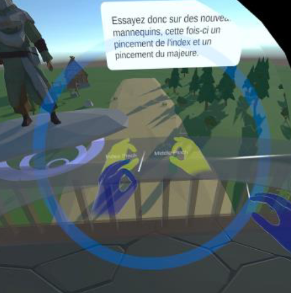 Essayez donc sur des nouveaux
mannequins, cette fois-ci un
pincement de l'index et un
pincement du majeure.